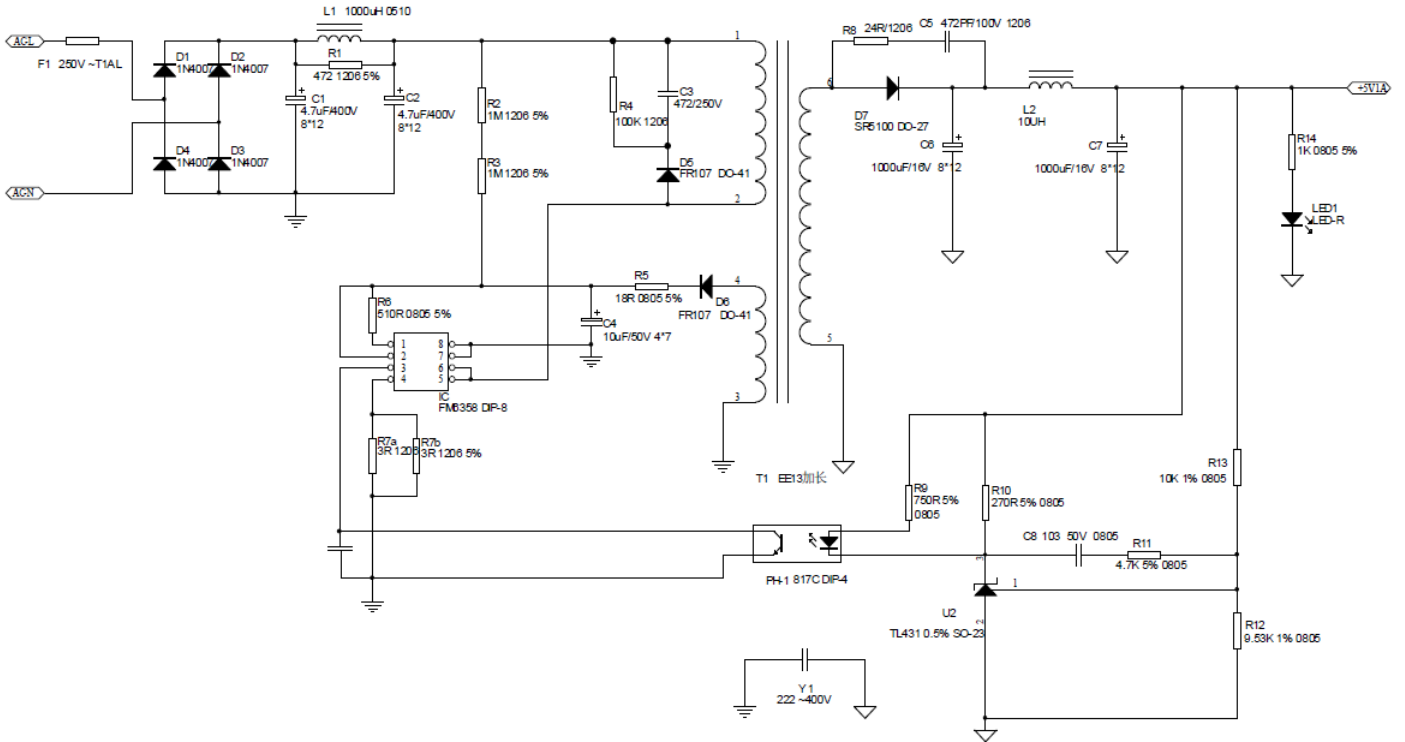 L1 1000uH 0510
ACL
F1 250V ~T1AL
D1
1N4007
D2
1N4007
R1
472 1206 5%
+
C1
4.7uF/400V
8*12
+
C2
4.7uF/400V
8*12
D4
1N4007
D3
1N4007
ACN
R2
1M 1206 5%
R3
1M 1206 5%
R4
100K 1206
C3
472/250V
D5
FR107 DO-41
1
2
4
3
6
5
R8 24R/1206
C5 472PF/100V 1206
D7
SR5100 DO-27
L2
10UH
+
C6
1000uF/16V 8*12
+
C7
1000uF/16V 8*12
+5V1A
R14
1K 0805 5%
LED1
LED-R
R5
18R 0805 5%
D6
FR107 DO-41
+
C4
10uF/50V 4*7
R6
510R 0805 5%
1 8
2 7
3 6
4 5
IC
FM6358 DIP-8
R7a
3R 1206
R7b
3R 1206 5%
T1 EE13加长
R9
750R 5%
0805
R10
270R 5% 0805
R13
10K 1% 0805
C8 103 50V 0805
R11
4.7K 5% 0805
PH-1 817C DIP-4
3
1
2
U2
TL431 0.5% SO-23
R12
9.53K 1% 0805
Y1
222 ~400V